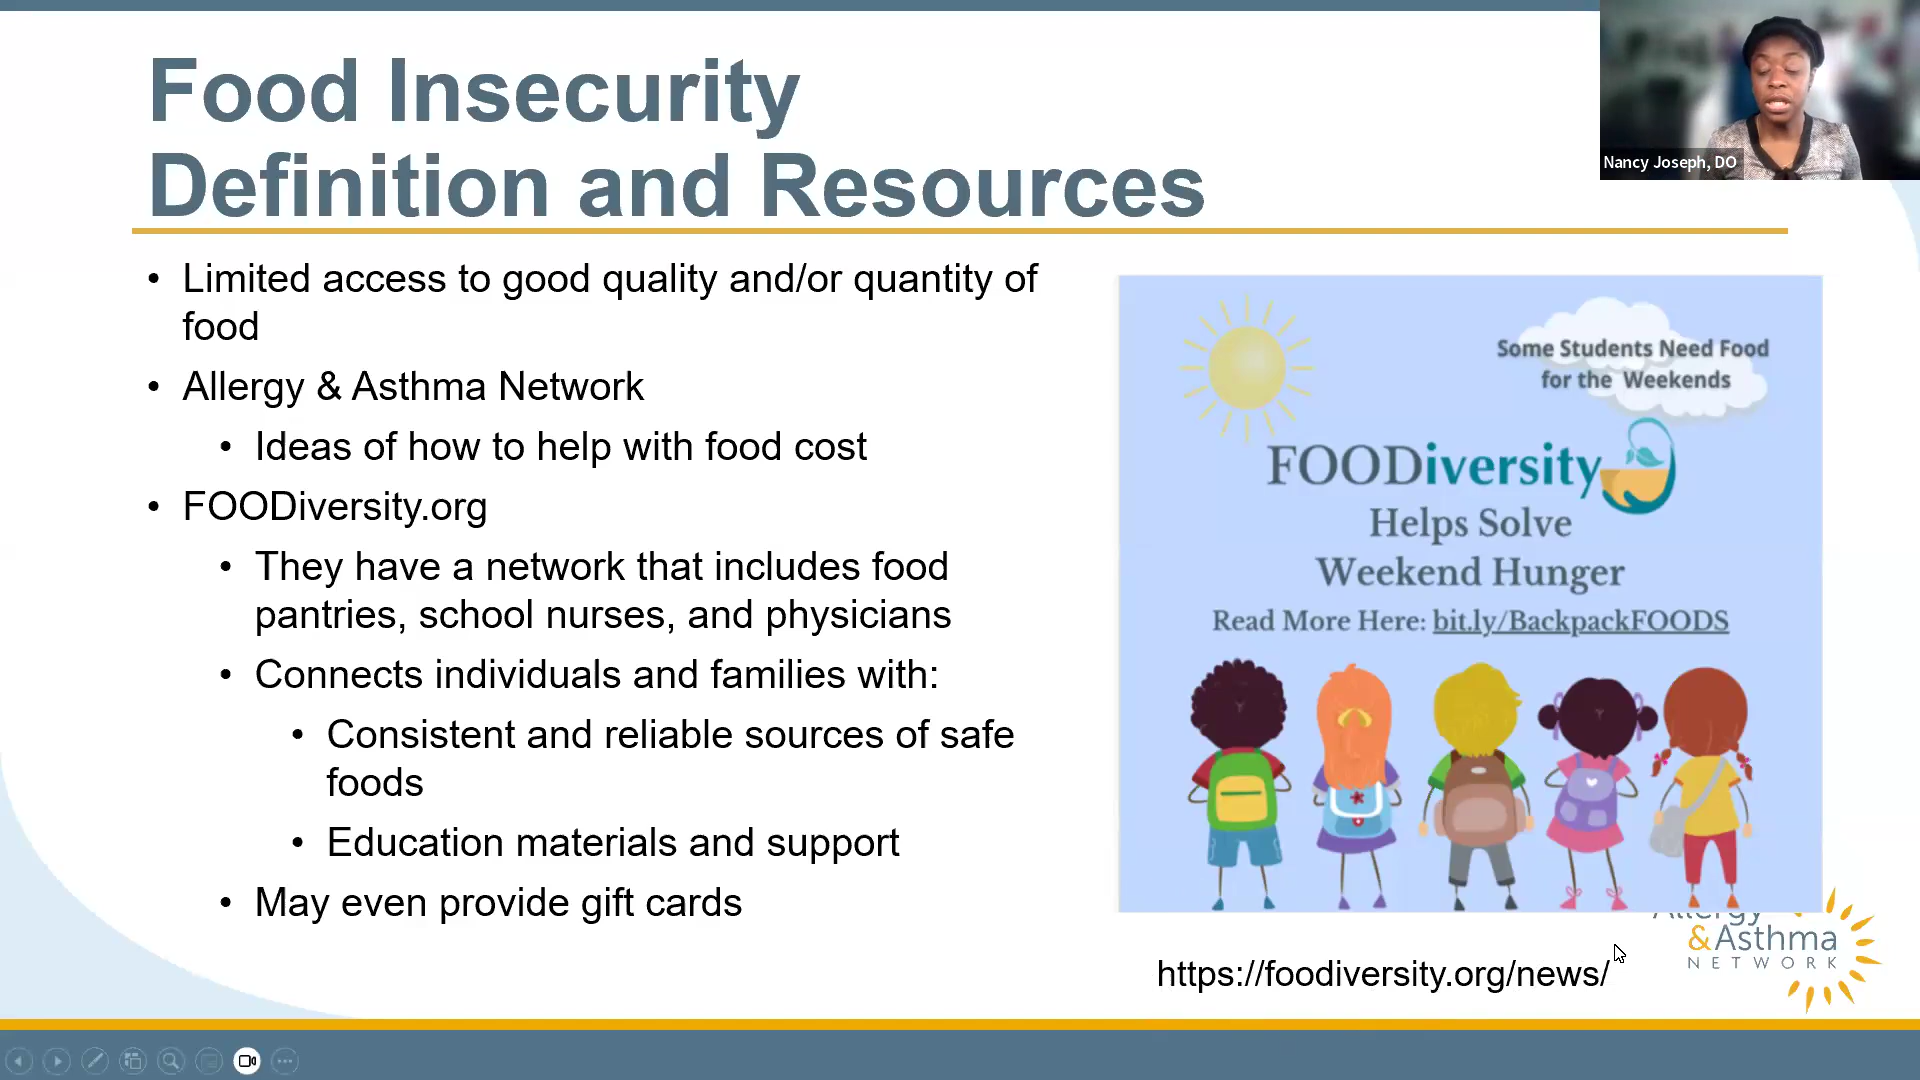 Food Insecurity
Definition and Resources
Nancy Joseph, DO
• Limited access to good quality and/or quantity of
food
• Allergy & Asthma Network
• Ideas of how to help with food cost
• FOODiversity.org
• They have a network that includes food
pantries, school nurses, and physicians
• Connects individuals and families with:
• Consistent and reliable sources of safe
foods
• Education materials and support
• May even provide gift cards
Some Students Need Food
for the Weekends
FOODiversity
Helps Solve
Weekend Hunger
Read More Here: bit.ly/BackpackFOODS
https://foodiversity.org/news/
Allergy
&Asthma
NETWORK